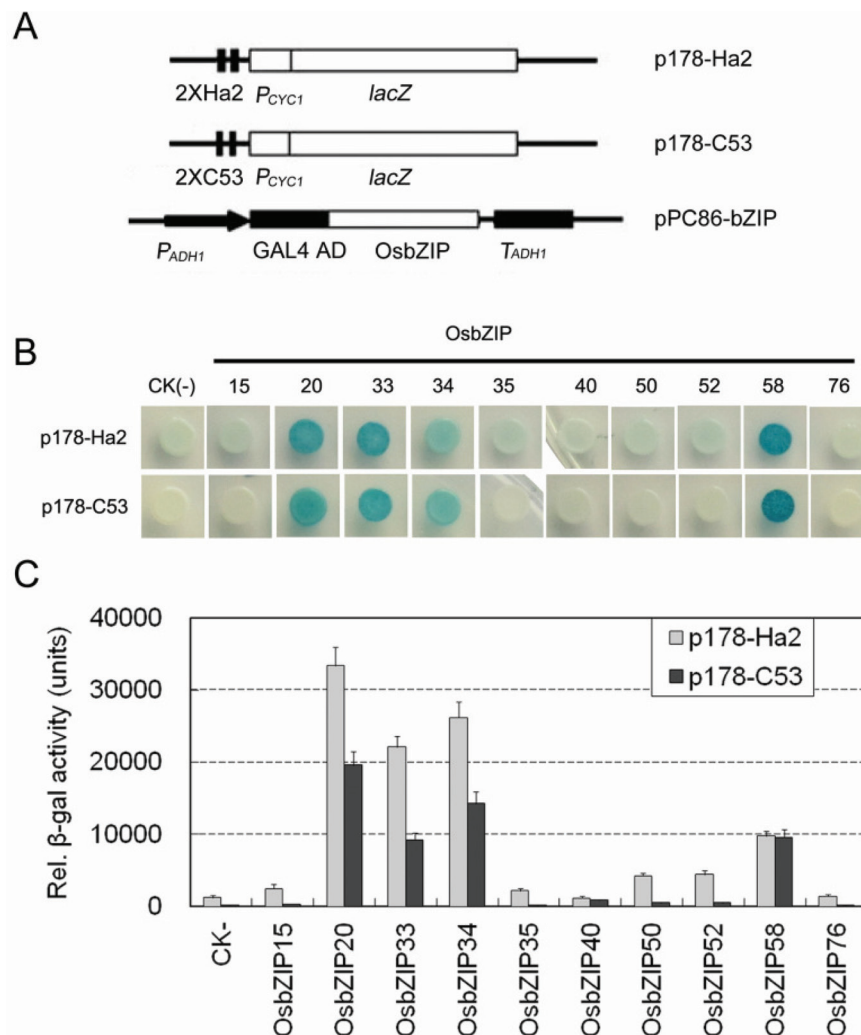 A
p178-Ha2
2XHa2 PCYC1 lacZ
p178-C53
2XC53 PCYC1 lacZ
pPC86-bZIP
PADH1 GAL4 AD OsbZIP TADH1
B
OsbZIP
CK(-) 15 20 33 34 35 40 50 52 58 76
p178-Ha2
p178-C53
C
Rel. β-gal activity (units)
40000
30000
20000
10000
0
p178-Ha2
p178-C53
CK-
OsbZIP15
OsbZIP20
OsbZIP33
OsbZIP34
OsbZIP35
OsbZIP40
OsbZIP50
OsbZIP52
OsbZIP58
OsbZIP76